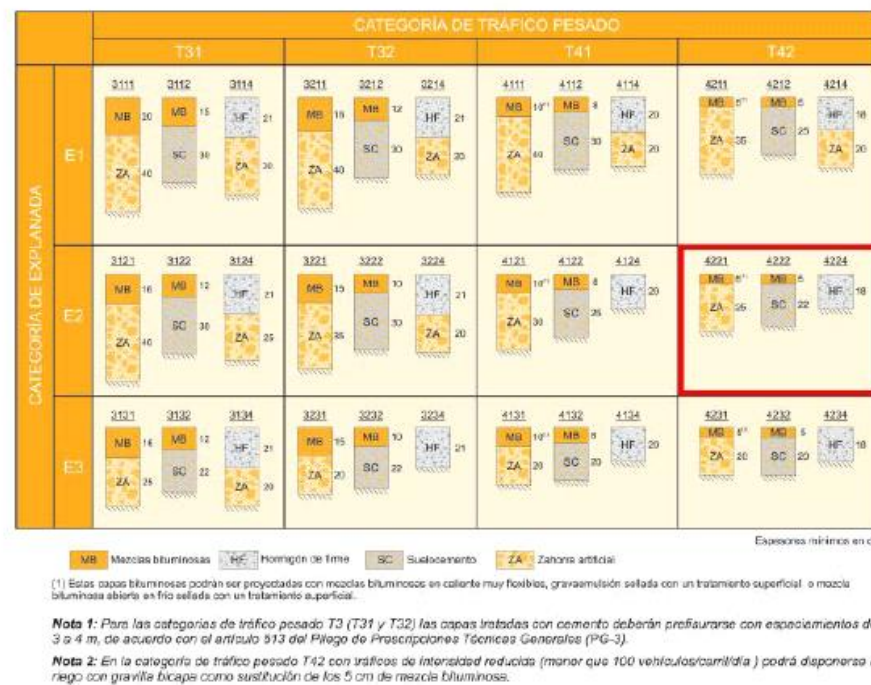 CATEGORÍA DE TRÁFICO PESADO
T31 T32 T41 T42
CATEGORÍA DE EXPLANADA
E1
3111 3112 3114 3211 3212 3214 4111 4112 4114 4211 4212 4214
MB 20 MB 15 HF 21 MB 18 MB 12 HF 21 MB 10(1) MB 8 HF 20 MB 5(1) MB 5 HF 18
ZA 40 SC 30 ZA 30 ZA 40 SC 30 ZA 20 ZA 40 SC 30 ZA 20 ZA 35 SC 25 ZA 20
E2
3121 3122 3124 3221 3222 3224 4121 4122 4124 4221 4222 4224
MB 16 MB 12 HF 21 MB 15 MB 10 HF 21 MB 10(1) MB 8 HF 20 MB 5(1) MB 5 HF 18
ZA 40 SC 30 ZA 25 ZA 35 SC 30 ZA 20 ZA 30 SC 25 ZA 25 SC 22
E3
3131 3132 3134 3231 3232 3234 4131 4132 4134 4231 4232 4234
MB 16 MB 12 HF 21 MB 15 MB 10 HF 21 MB 10(1) MB 8 HF 20 MB 5(1) MB 5 HF 18
ZA 25 SC 22 ZA 20 ZA 20 SC 22 ZA 20 SC 20 ZA 20 SC 20
Espesores mínimos en c
MB Mezclas bituminosas HF Hormigón de firme SC Suelocemento ZA Zahorra artificial
(1) Estas capas bituminosas podrán ser proyectadas con mezclas bituminosas en caliente muy flexibles, gravaemulsión sellada con un tratamiento superficial o mezcla
bituminosa abierta en frío sellada con un tratamiento superficial.
Nota 1: Para las categorías de tráfico pesado T3 (T31 y T32) las capas tratadas con cemento deberán prefisurarse con espaciamientos d
3 a 4 m, de acuerdo con el artículo 513 del Pliego de Prescripciones Técnicas Generales (PG-3).
Nota 2: En la categoría de tráfico pesado T42 con tráficos de intensidad reducida (menor que 100 vehículos/carril/día ) podrá disponerse
riego con gravilla bicapa como sustitución de los 5 cm de mezcla bituminosa.